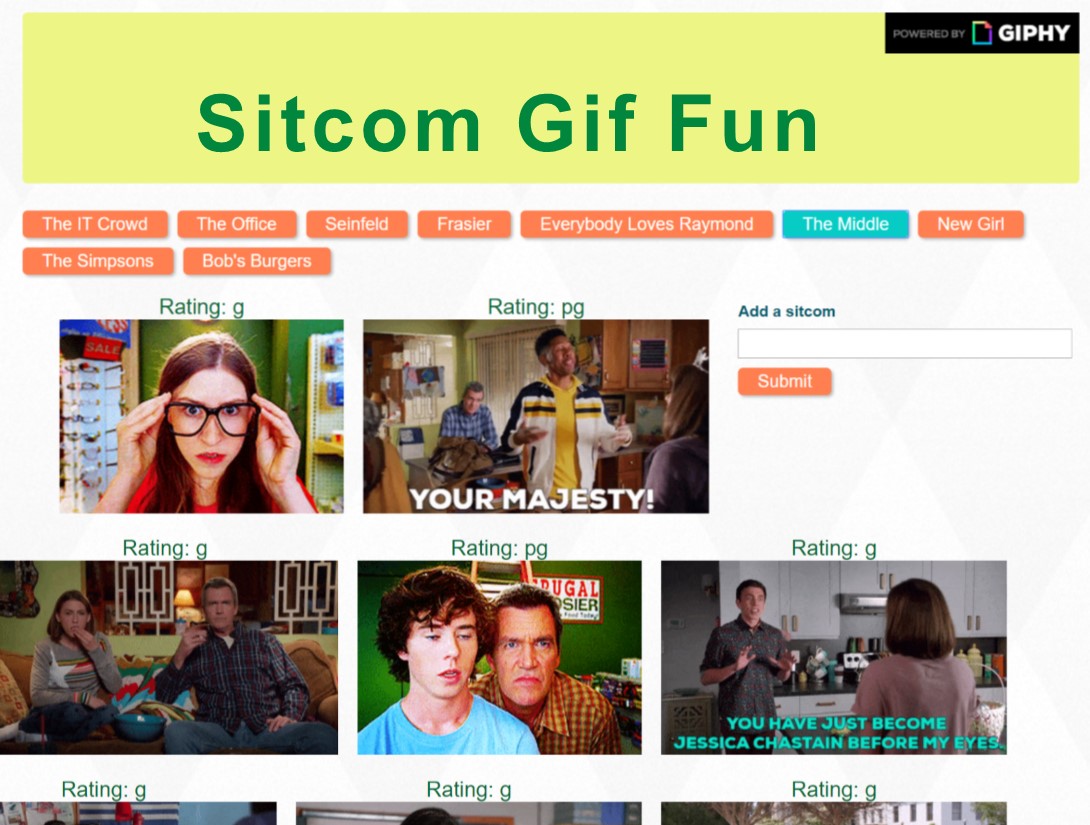 POWERED BY GIPHY
Sitcom Gif Fun
The IT Crowd The Office Seinfeld Frasier Everybody Loves Raymond The Middle New Girl
The Simpsons Bob's Burgers
Rating: g Rating: pg
Add a sitcom
Submit
SALE
YOUR MAJESTY!
Rating: g Rating: pg Rating: g
YOU HAVE JUST BECOME
JESSICA CHASTAIN BEFORE MY EYES.
Rating: g Rating: g Rating: g